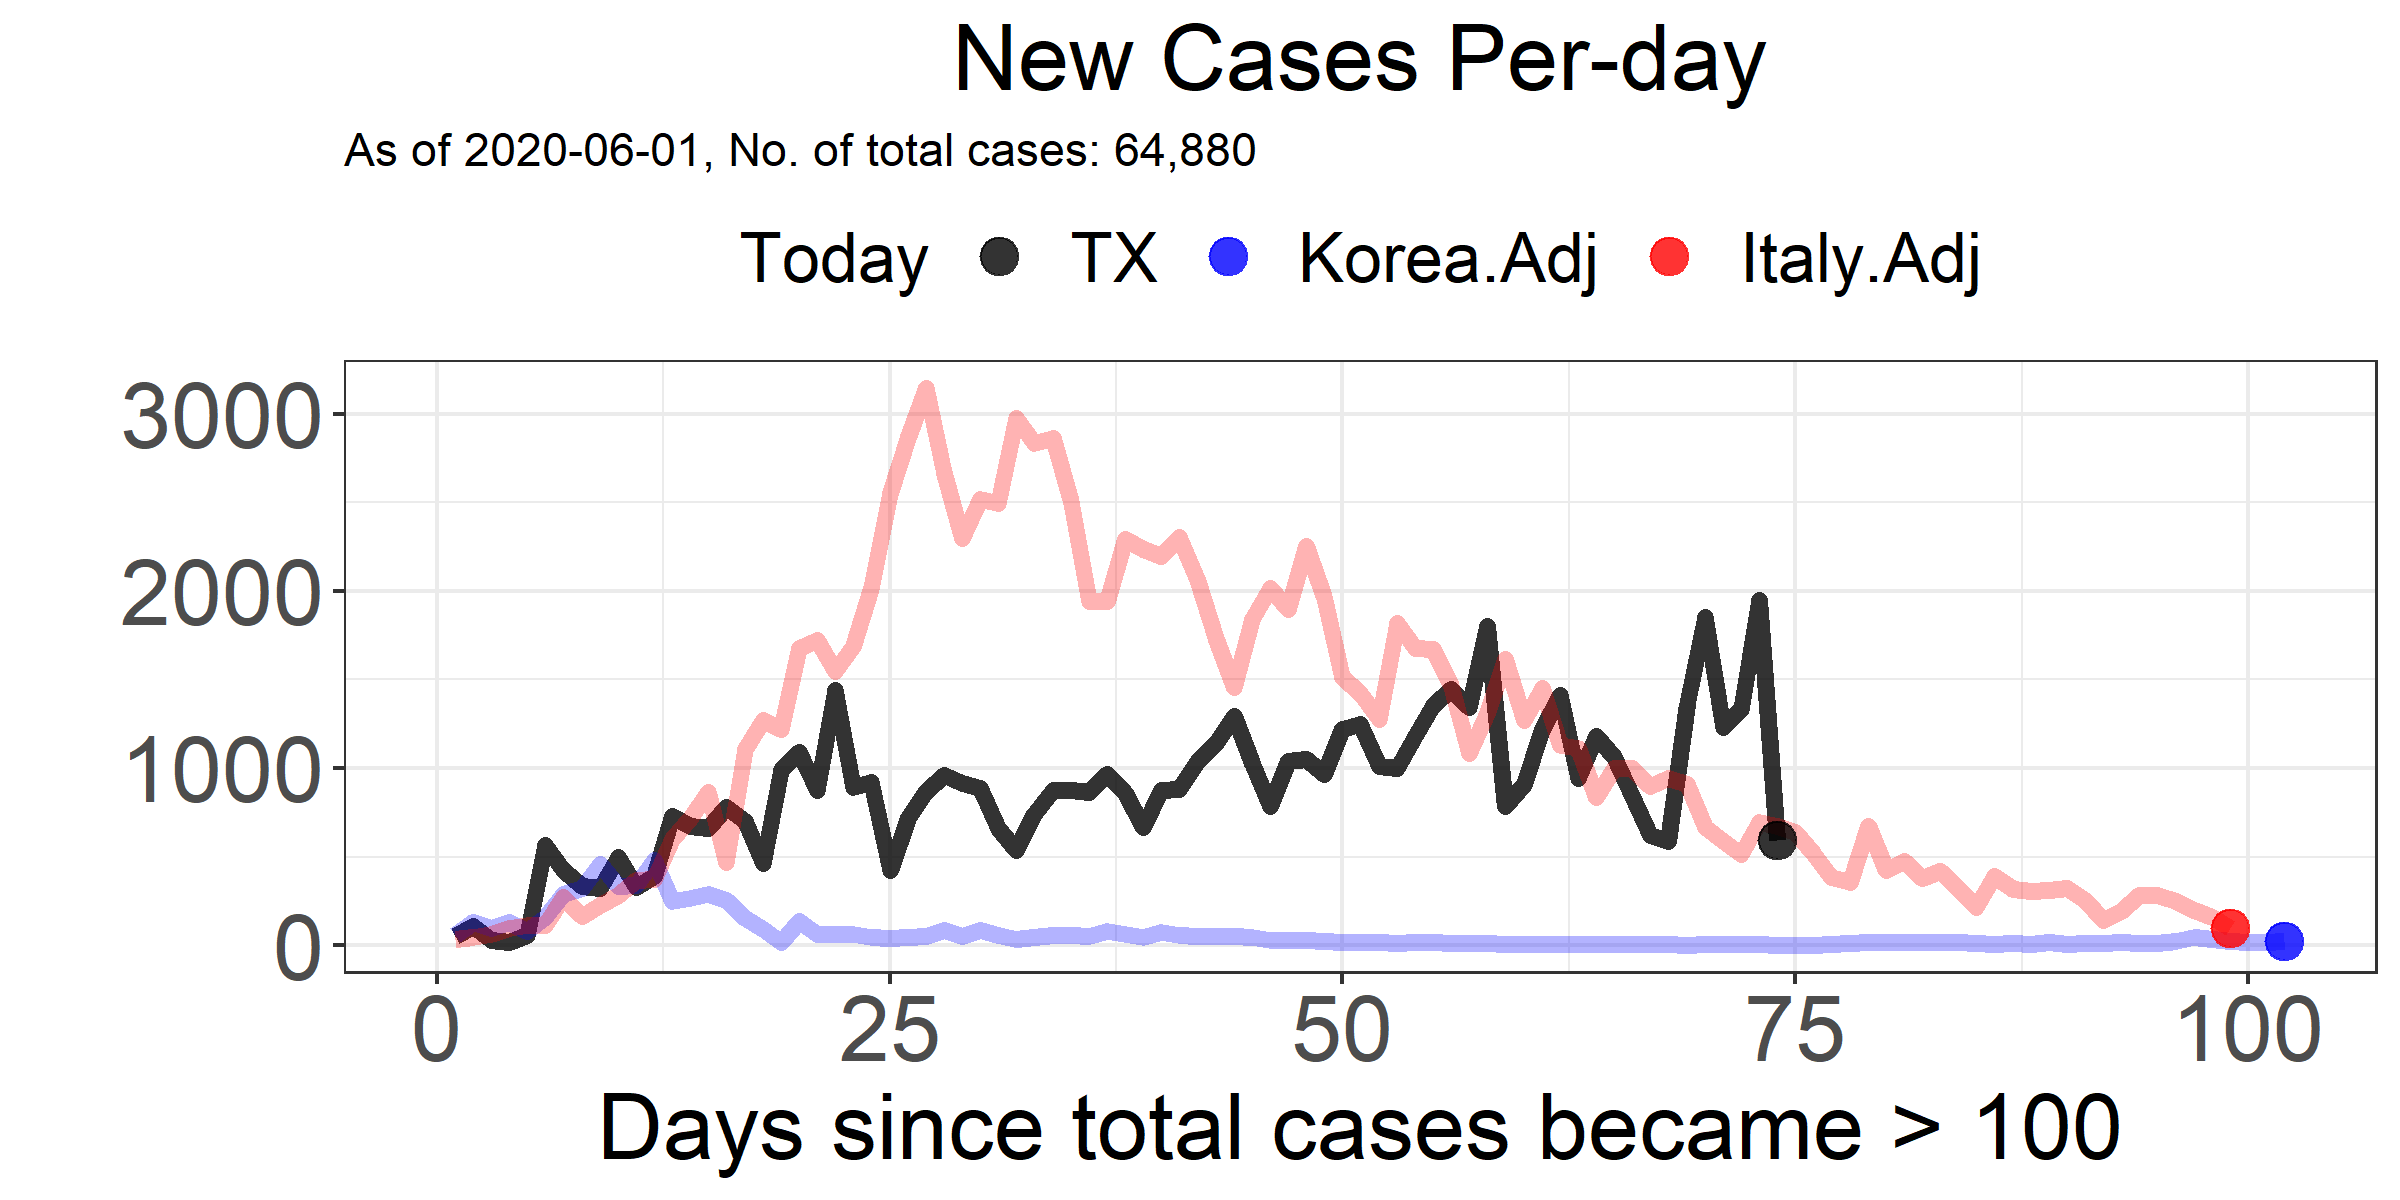 New Cases Per-day
As of 2020-06-01, No. of total cases: 64,880
Today TX Korea.Adj Italy.Adj
3000
2000
1000
0
0 25 50 75 100
Days since total cases became > 100